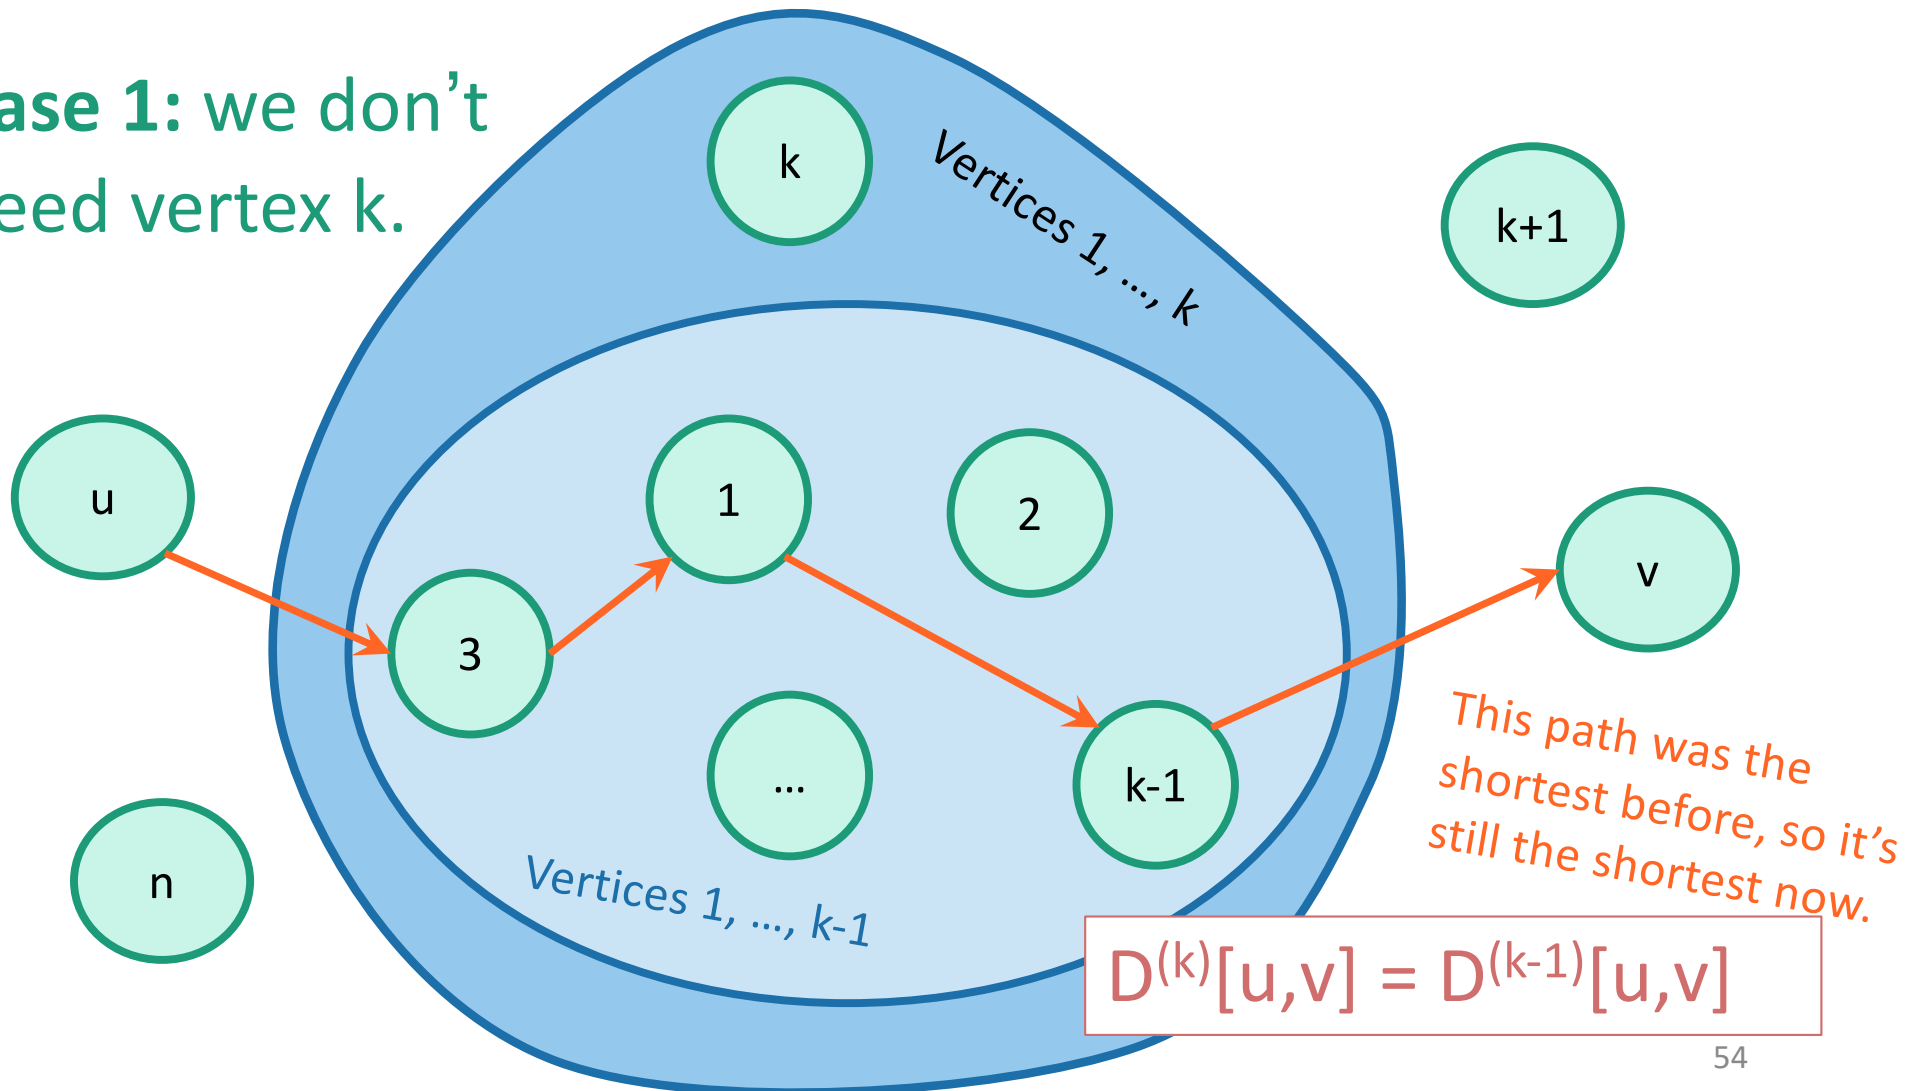 ase 1: we don’t
eed vertex k.
k
Vertices 1, …, k
k+1
u
1
2
v
3
…
k-1
n
Vertices 1, …, k-1
This path was the
shortest before, so it’s
still the shortest now.
D(k)[u,v] = D(k-1)[u,v]
54